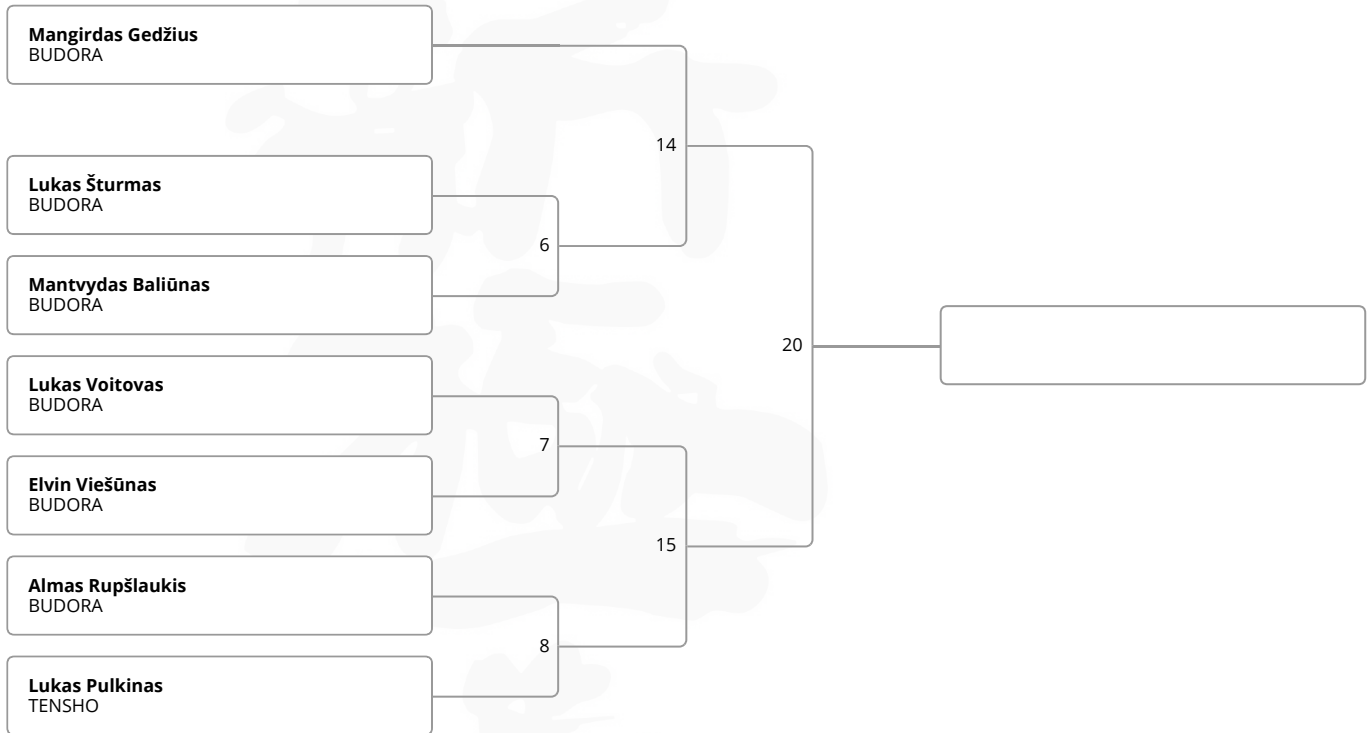 Mangirdas Gedžius
BUDORA
14
Lukas Šturmas
BUDORA
6
Mantvydas Baliūnas
BUDORA
20
Lukas Voitovas
BUDORA
7
Elvin Viešūnas
BUDORA
15
Almas Rupšlaukis
BUDORA
8
Lukas Pulkinas
TENSHO